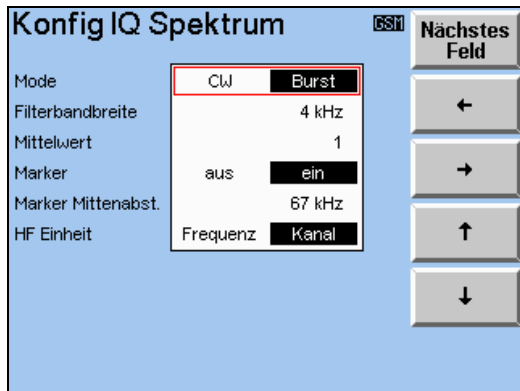 Konfig IQ Spektrum GSM
Nächstes
Feld
Mode CW Burst
Filterbandbreite 4 kHz
Mittelwert 1
Marker aus ein
Marker Mittenabst. 67 kHz
HF Einheit Frequenz Kanal
←
→
↑
↓